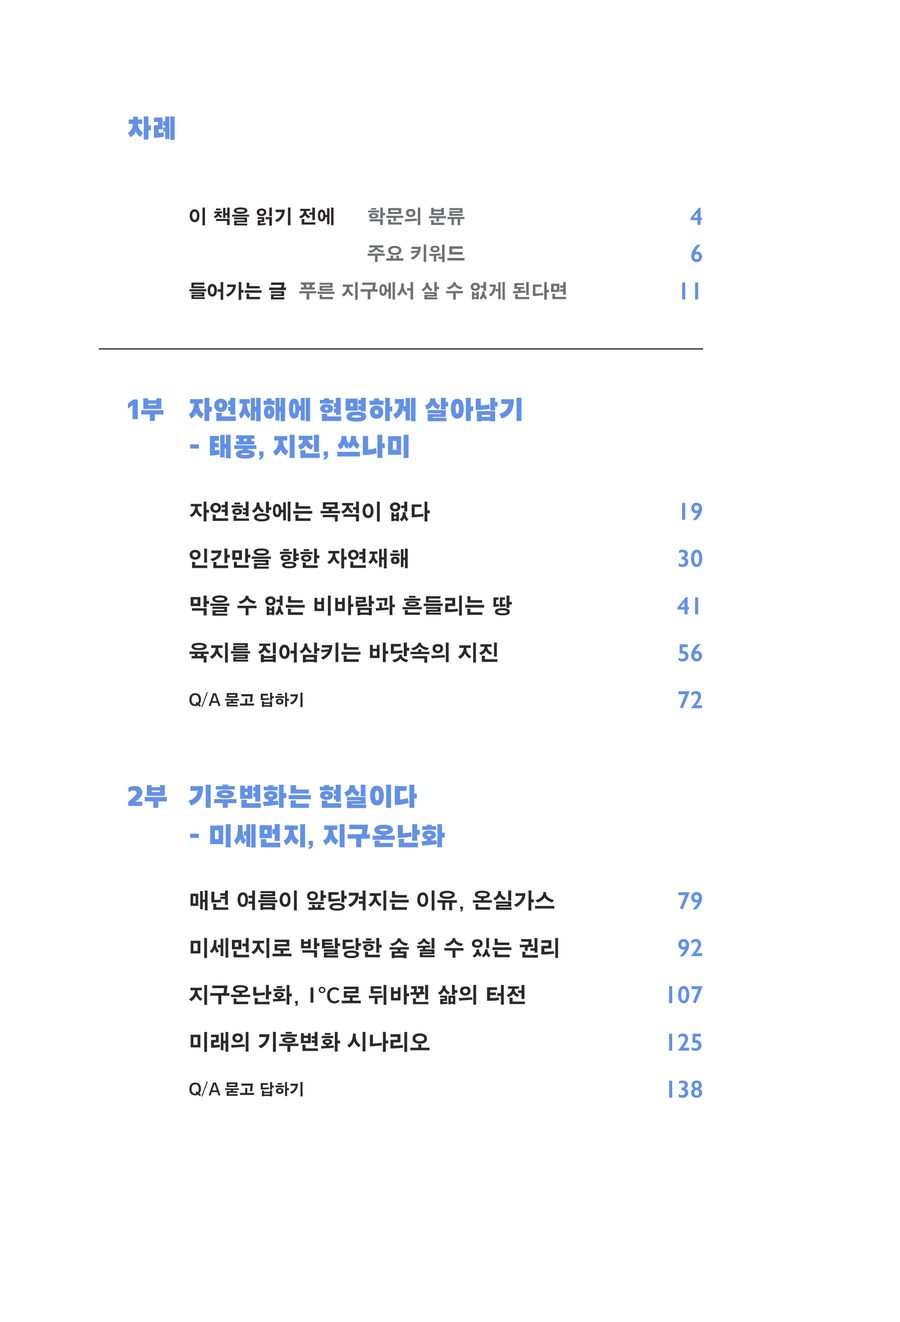 차례
이 책을 읽기 전에 학문의 분류 4
주요 키워드 6
들어가는 글 푸른 지구에서 살 수 없게 된다면 11
1부 자연재해에 현명하게 살아남기
- 태풍, 지진, 쓰나미
자연현상에는 목적이 없다 19
인간만을 향한 자연재해 30
막을 수 없는 비바람과 흔들리는 땅 41
육지를 집어삼키는 바닷속의 지진 56
Q/A 묻고 답하기 72
2부 기후변화는 현실이다
- 미세먼지, 지구온난화
매년 여름이 앞당겨지는 이유, 온실가스 79
미세먼지로 박탈당한 숨 쉴 수 있는 권리 92
지구온난화, 1℃로 뒤바뀐 삶의 터전 107
미래의 기후변화 시나리오 125
Q/A 묻고 답하기 138